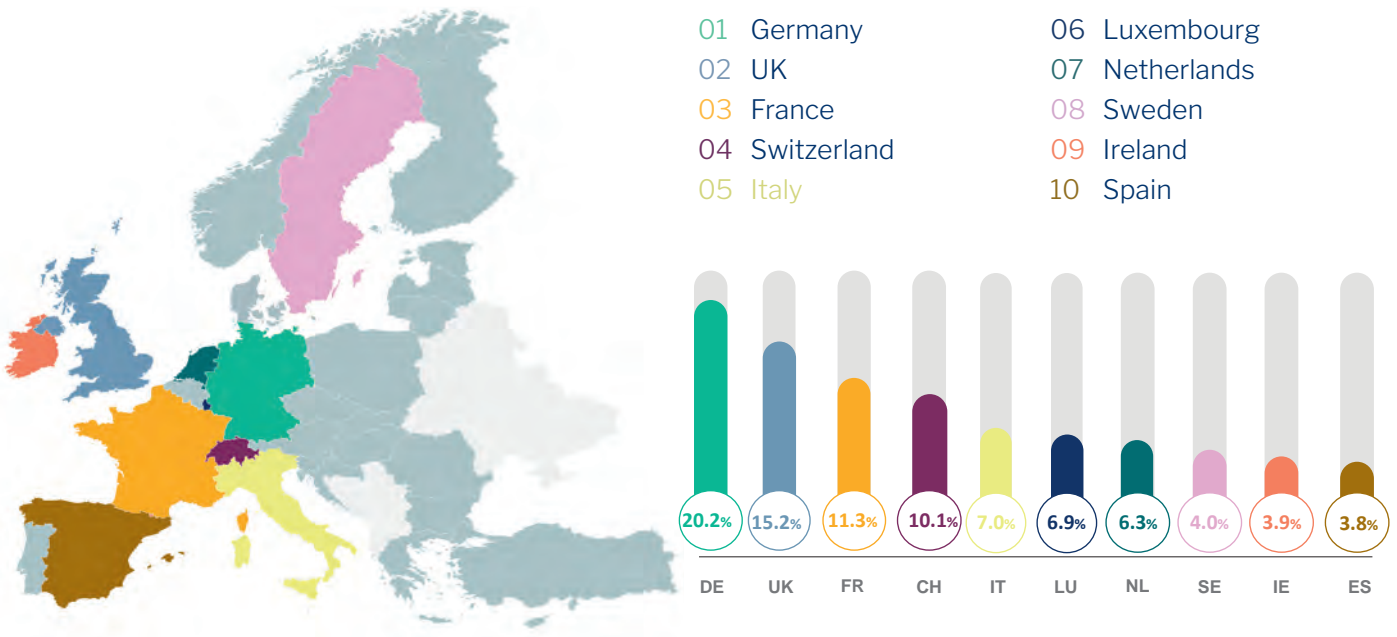 01 Germany
02 UK
03 France
04 Switzerland
05 Italy
06 Luxembourg
07 Netherlands
08 Sweden
09 Ireland
10 Spain
20.2% 15.2% 11.3% 10.1% 7.0% 6.9% 6.3% 4.0% 3.9% 3.8%
DE UK FR CH IT LU NL SE IE ES